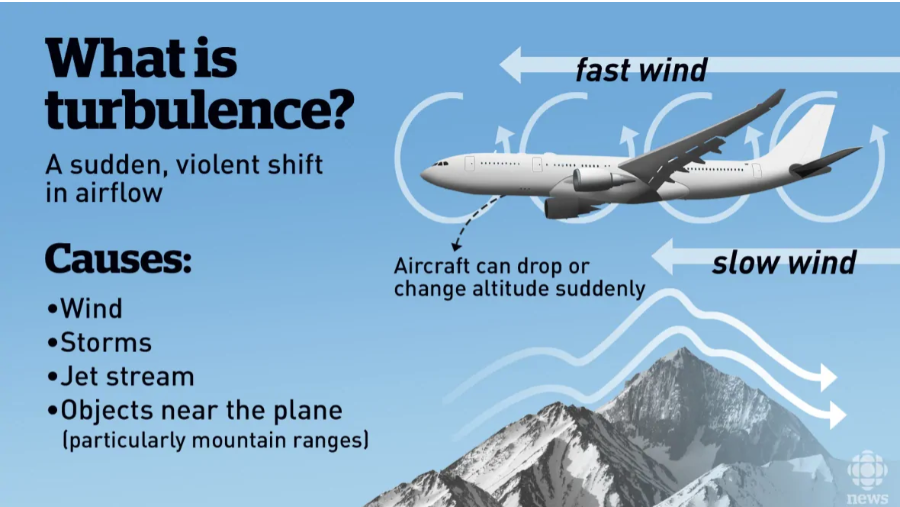 What is
turbulence?
A sudden, violent shift
in airflow
Causes:
•Wind
•Storms
•Jet stream
•Objects near the plane
(particularly mountain ranges)
fast wind
Aircraft can drop or
change altitude suddenly
slow wind
news